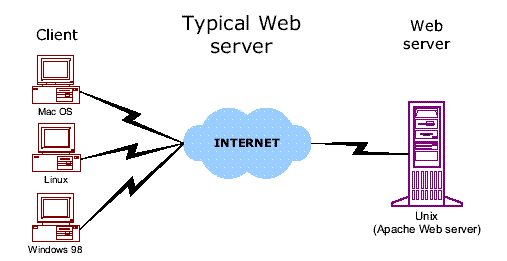 Typical Web
server
Client
Web
server
Mac OS
Linux
Windows 98
INTERNET
Unix
(Apache Web server)